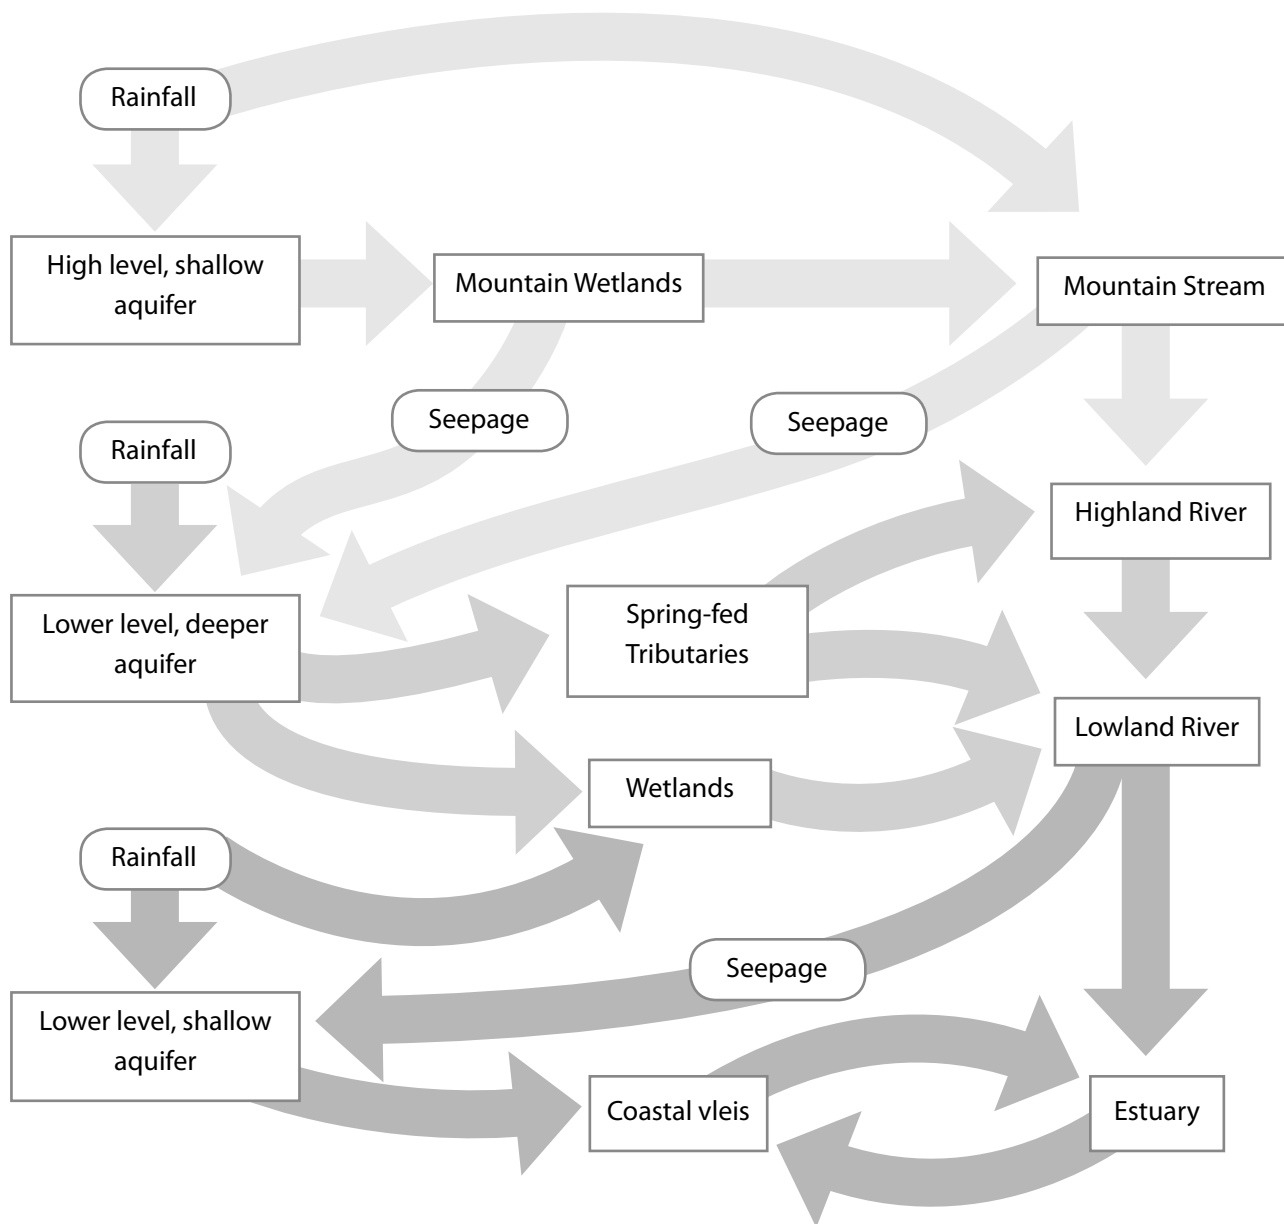 Rainfall
High level, shallow
aquifer
Mountain Wetlands
Mountain Stream
Seepage
Seepage
Rainfall
Highland River
Lower level, deeper
aquifer
Spring-fed
Tributaries
Lowland River
Wetlands
Rainfall
Seepage
Lower level, shallow
aquifer
Coastal vleis
Estuary